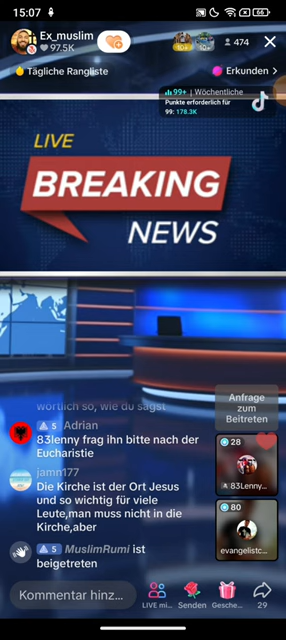 15:07
66
Ex_muslim
97.5K
474
Tägliche Rangliste
Erkunden
99+ | Wöchentliche
Punkte erforderlich für
99: 178.3K
LIVE
BREAKING
NEWS
wörtlich so, wie du sagst
Anfrage
zum
Beitreten
5 Adrian
83lenny frag ihn bitte nach der
Eucharistie
28
83Lenny...
jamn177
Die Kirche ist der Ort Jesus
und so wichtig für viele
Leute,man muss nicht in die
Kirche,aber
80
evangelistc...
5 MuslimRumi ist
beigetreten
Kommentar hinz...
LIVE mi...
Senden
Gesche...
29